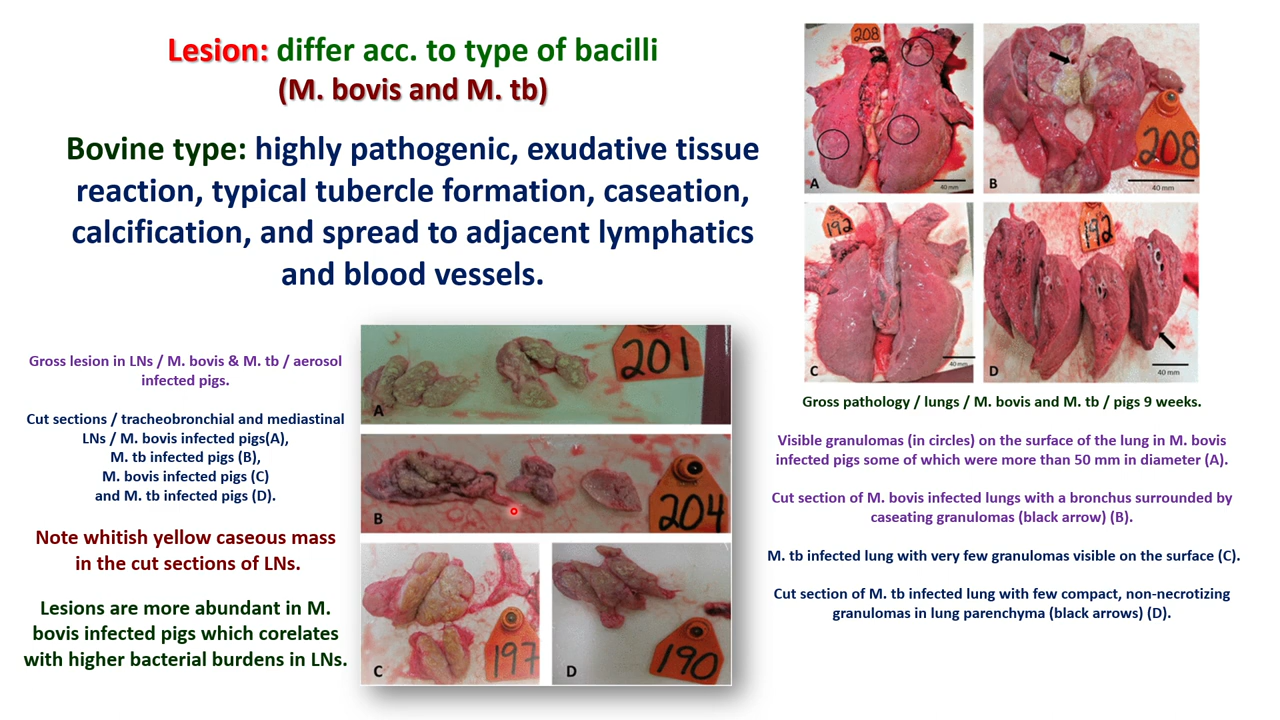 Lesion: differ acc. to type of bacilli
(M. bovis and M. tb)
Bovine type: highly pathogenic, exudative tissue
reaction, typical tubercle formation, caseation,
calcification, and spread to adjacent lymphatics
and blood vessels.
Gross lesion in LNs / M. bovis & M. tb / aerosol
infected pigs.
Cut sections / tracheobronchial and mediastinal
LNs / M. bovis infected pigs(A),
M. tb infected pigs (B),
M. bovis infected pigs (C)
and M. tb infected pigs (D).
Note whitish yellow caseous mass
in the cut sections of LNs.
Lesions are more abundant in M.
bovis infected pigs which corelates
with higher bacterial burdens in LNs.
201
A
204
B
197
C
190
D
208
A
40 mm
208
B
40 mm
192
C
40 mm
192
D
40 mm
Gross pathology / lungs / M. bovis and M. tb / pigs 9 weeks.
Visible granulomas (in circles) on the surface of the lung in M. bovis
infected pigs some of which were more than 50 mm in diameter (A).
Cut section of M. bovis infected lungs with a bronchus surrounded by
caseating granulomas (black arrow) (B).
M. tb infected lung with very few granulomas visible on the surface (C).
Cut section of M. tb infected lung with few compact, non-necrotizing
granulomas in lung parenchyma (black arrows) (D).